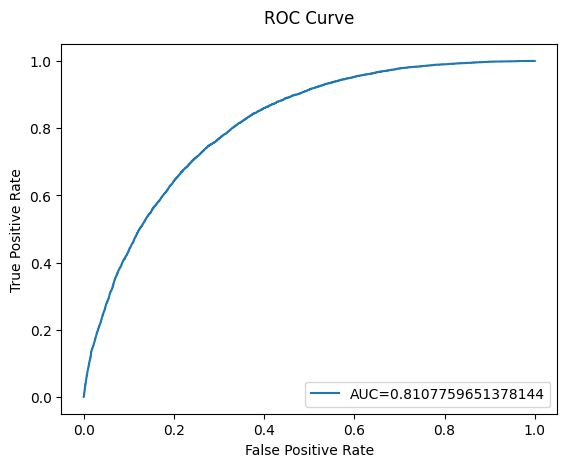 ROC Curve
1.0
0.8
0.6
0.4
0.2
0.0
True Positive Rate
AUC=0.8107759651378144
0.0 0.2 0.4 0.6 0.8 1.0
False Positive Rate